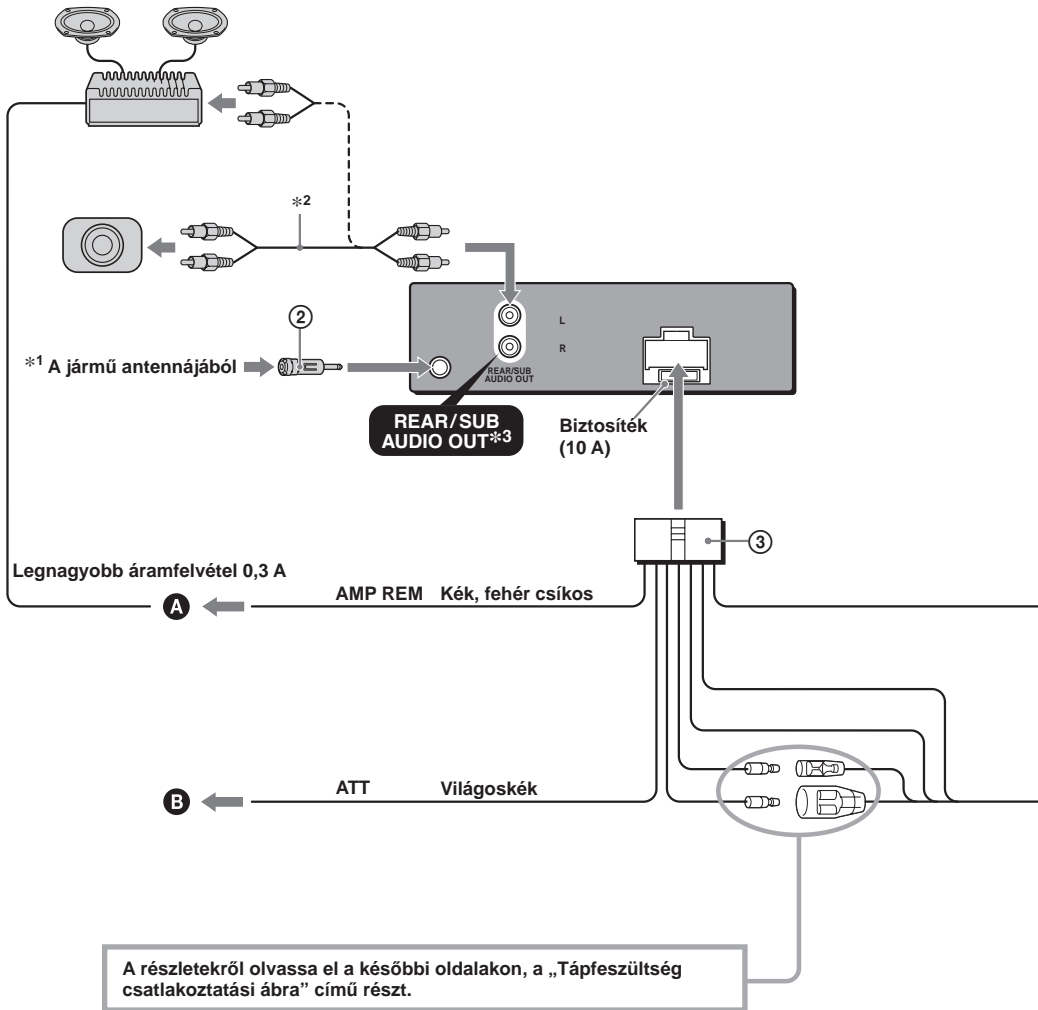 *2
②
L
R
*1 A jármű antennájából
REAR/SUB
AUDIO OUT
REAR/SUB
AUDIO OUT*3
Biztosíték
(10 A)
③
Legnagyobb áramfelvétel 0,3 A
A
AMP REM Kék, fehér csíkos
B
ATT Világoskék
A részletekről olvassa el a későbbi oldalakon, a „Tápfeszültség
csatlakoztatási ábra” című részt.